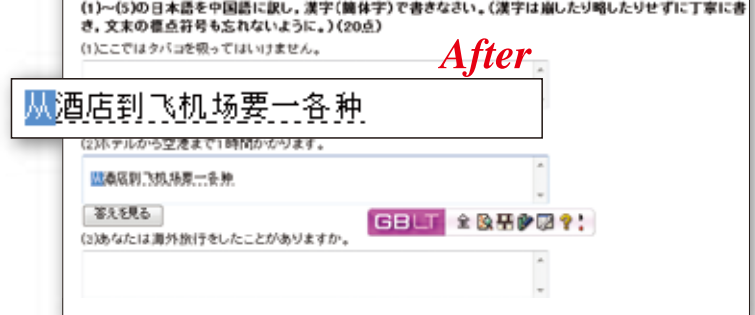 (1)～(5)の日本語を中国語に訳し、漢字(簡体字)で書きなさい。(漢字は崩したり略したりせずに丁寧に書
き、文末の標点符号も忘れないように。)(20点)
(1)ここではタバコを吸ってはいけません。
After
从酒店到飞机场要一各种
(2)ホテルから空港まで1時間かかります。
从酒店到飞机场要一各种
答えを見る
GBLT 全
(3)あなたは海外旅行をしたことがありますか。